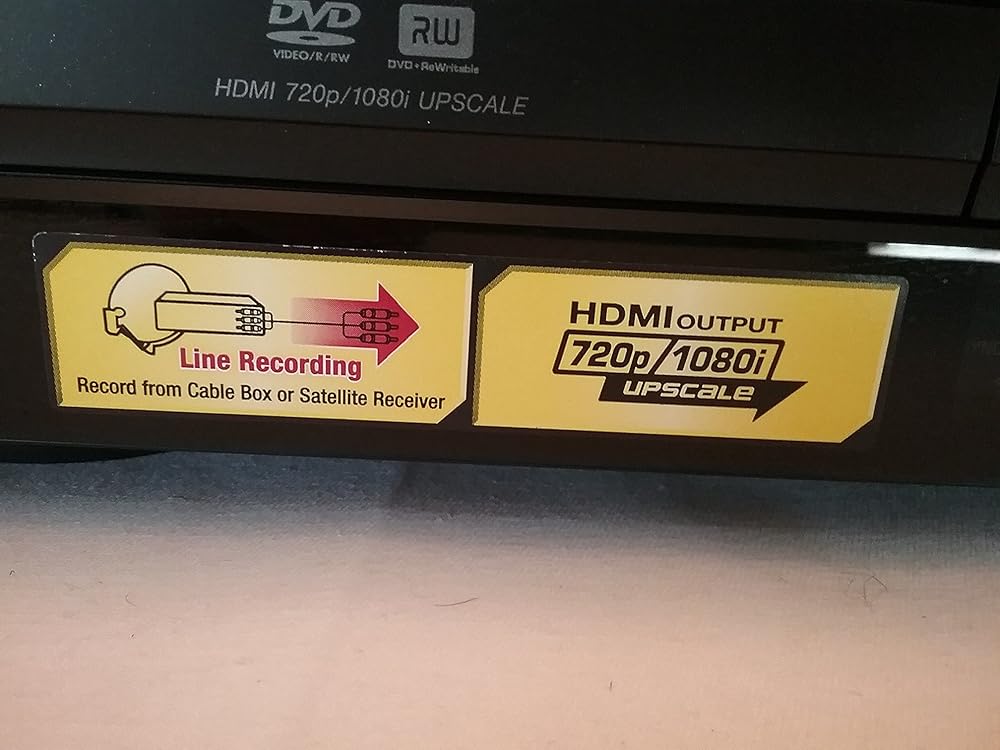 DVD
VIDEO/R/RW
RW
DVD+ReWritable
HDMI 720p/1080i UPSCALE
Line Recording
Record from Cable Box or Satellite Receiver
HDMI OUTPUT
720p/1080i
UPSCALE